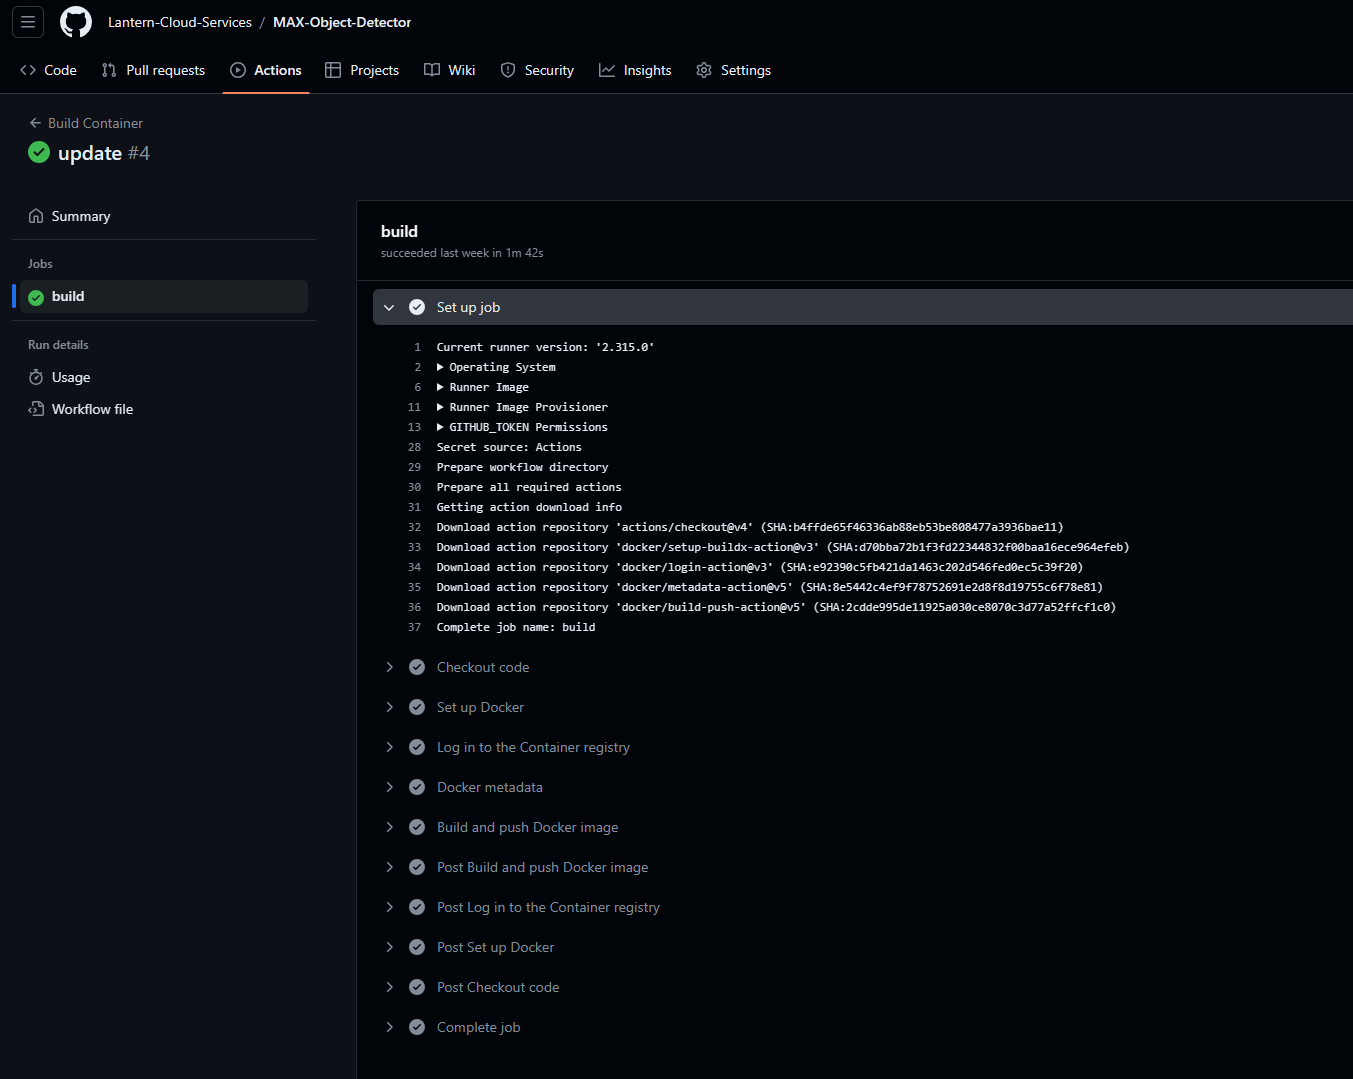 Lantern-Cloud-Services / MAX-Object-Detector
Code Pull requests Actions Projects Wiki Security Insights Settings
Build Container
update #4
Summary
Jobs
build
Run details
Usage
Workflow file
build
succeeded last week in 1m 42s
Set up job
1 Current runner version: '2.315.0'
2 Operating System
6 Runner Image
11 Runner Image Provisioner
13 GITHUB_TOKEN Permissions
28 Secret source: Actions
29 Prepare workflow directory
30 Prepare all required actions
31 Getting action download info
32 Download action repository 'actions/checkout@v4' (SHA:b4ffde65f46336ab88eb53be808477a3936bae11)
33 Download action repository 'docker/setup-buildx-action@v3' (SHA:d70bba72b1f3fd22344832f00baa16ece964efeb)
34 Download action repository 'docker/login-action@v3' (SHA:e92390c5fb421da1463c202d546fed0ec5c39f20)
35 Download action repository 'docker/metadata-action@v5' (SHA:8e5442c4ef9f78752691e2d8f8d19755c6f78e81)
36 Download action repository 'docker/build-push-action@v5' (SHA:2cdde995de11925a030ce8070c3d77a52ffcf1c0)
37 Complete job name: build
Checkout code
Set up Docker
Log in to the Container registry
Docker metadata
Build and push Docker image
Post Build and push Docker image
Post Log in to the Container registry
Post Set up Docker
Post Checkout code
Complete job